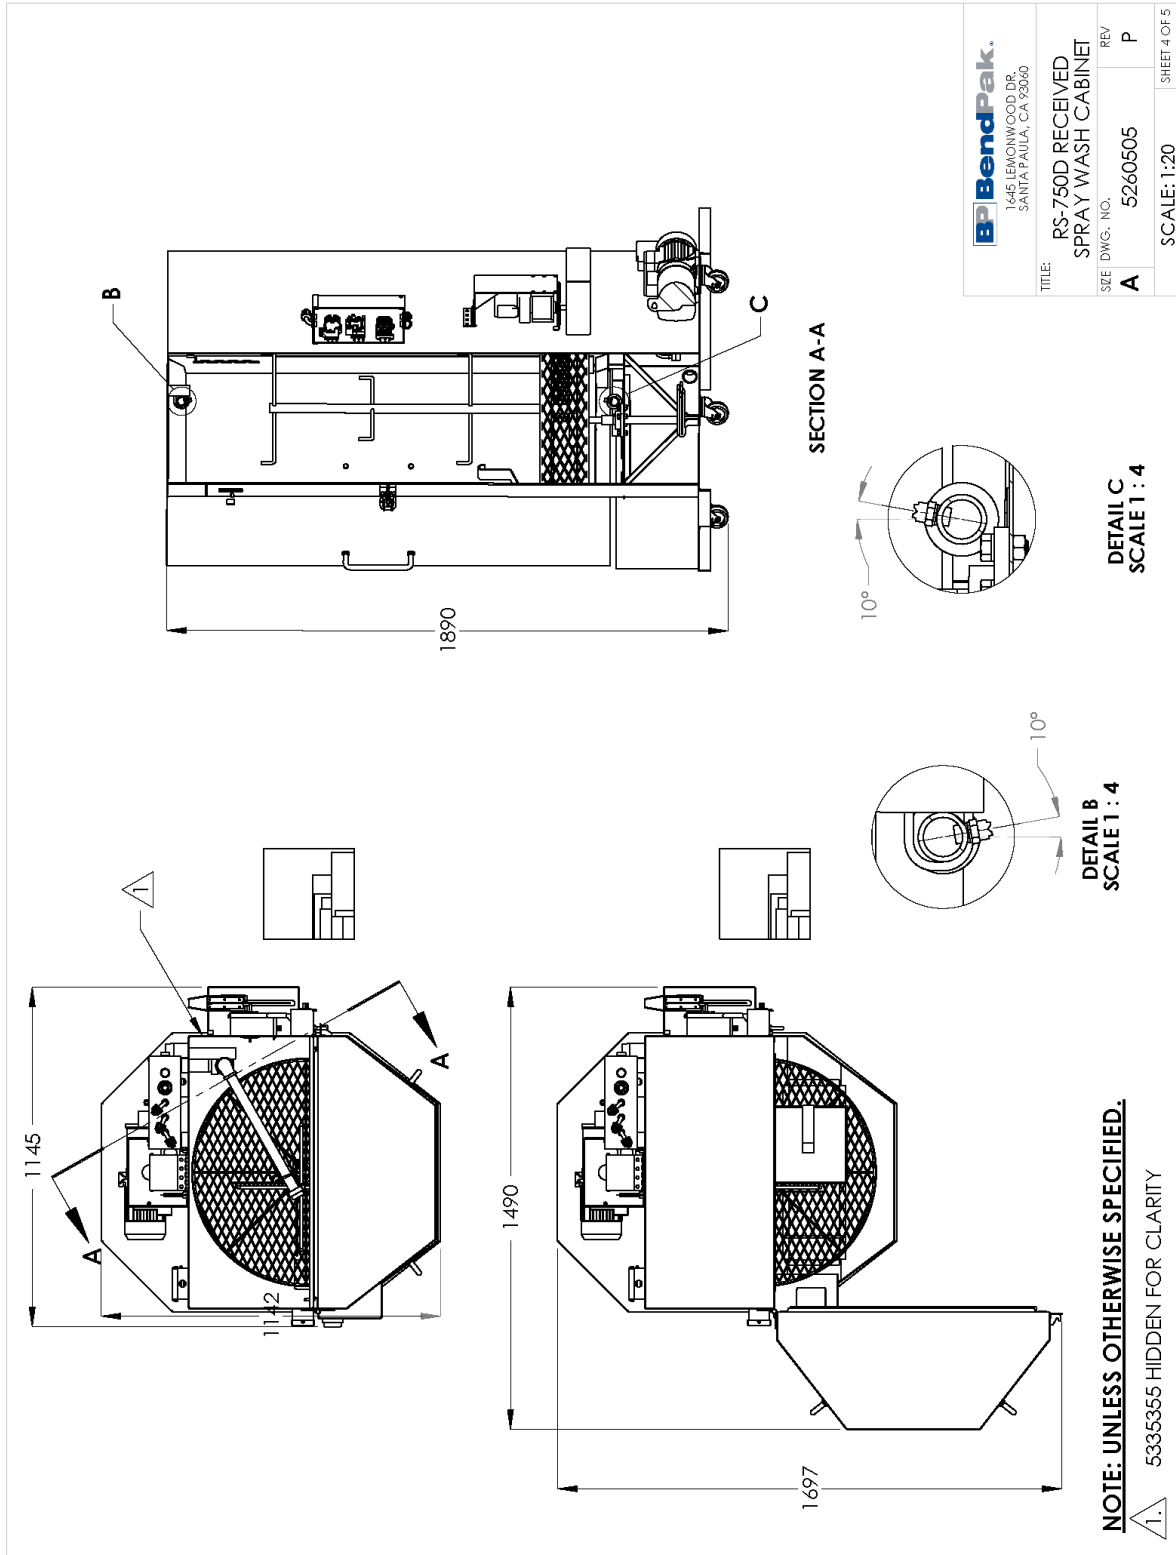 1145
1142
A
A
1
1490
1697
B
C
1890
SECTION A-A
10°
DETAIL B
SCALE 1 : 4
10°
DETAIL C
SCALE 1 : 4
NOTE: UNLESS OTHERWISE SPECIFIED.
1. 5335355 HIDDEN FOR CLARITY
BP BendPak®
1645 LEMONWOOD DR.
SANTA PAULA, CA 93060
TITLE:
RS-750D RECEIVED
SPRAY WASH CABINET
SIZE DWG. NO. REV
A 5260505 P
SCALE: 1:20 SHEET 4 OF 5